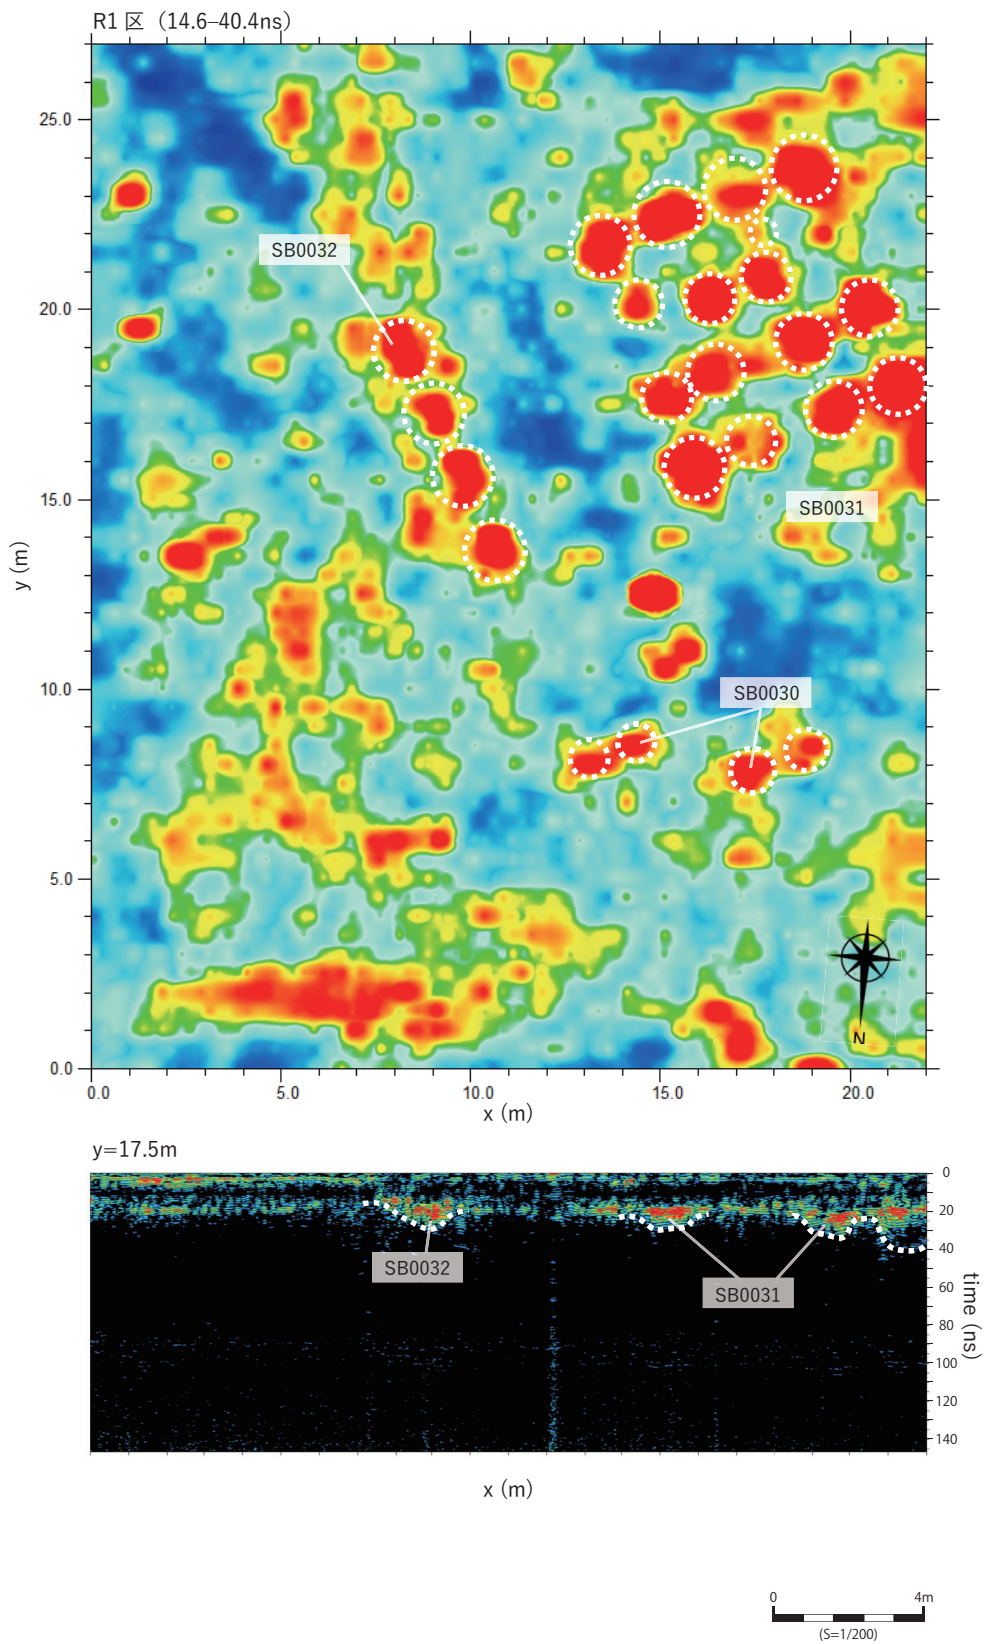 R1 区（14.6–40.4ns）
25.0
SB0032
20.0
15.0
SB0031
y（m）
10.0
SB0030
5.0
N
0.0
0.0 5.0 10.0 15.0 20.0
x（m）
y=17.5m
0
20
40
60
80
100
120
140
time（ns）
SB0032
SB0031
x（m）
0 4m
(S=1/200)